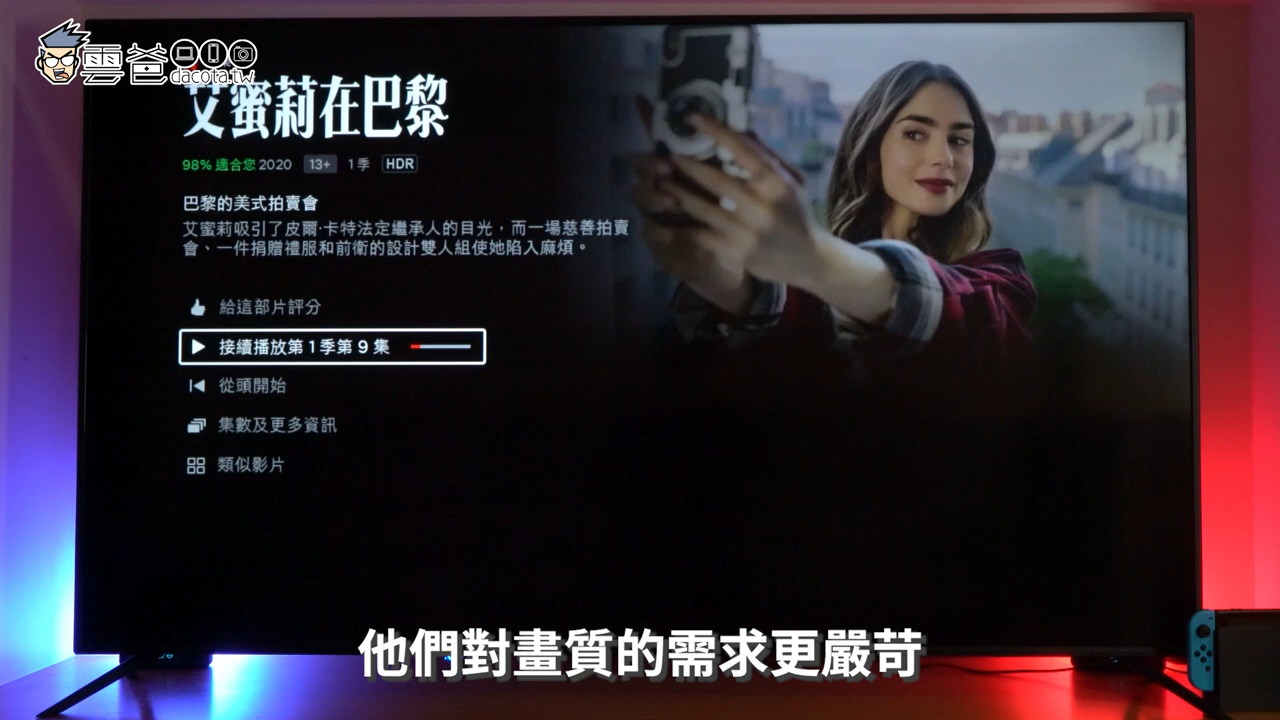 雲爸
dacota.tw
艾蜜莉在巴黎
98% 適合您 2020 13+ 1 季 HDR
巴黎的美式拍賣會
艾蜜莉吸引了皮爾·卡特法定繼承人的目光，而一場慈善拍賣
會、一件捐贈禮服和前衛的設計雙人組使她陷入麻煩。
給這部片評分
接續播放第 1 季第 9 集
從頭開始
集數及更多資訊
類似影片
他們對畫質的需求更嚴苛